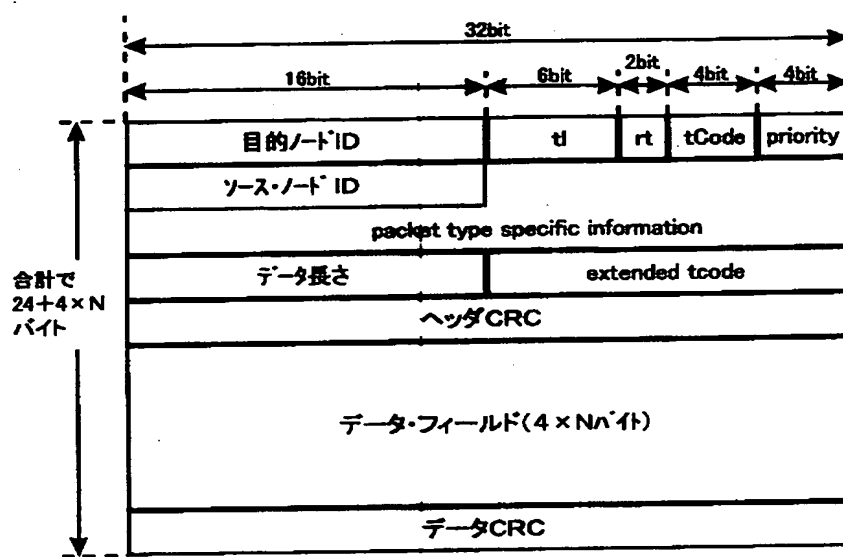 32bit
16bit
6bit
2bit
4bit
4bit
目的ノードID
tl
rt
tCode
priority
ソース・ノードID
packet type specific information
データ長さ
extended tcode
合計で
24+4×N
バイト
ヘッダCRC
データ・フィールド(4×Nバイト)
データCRC